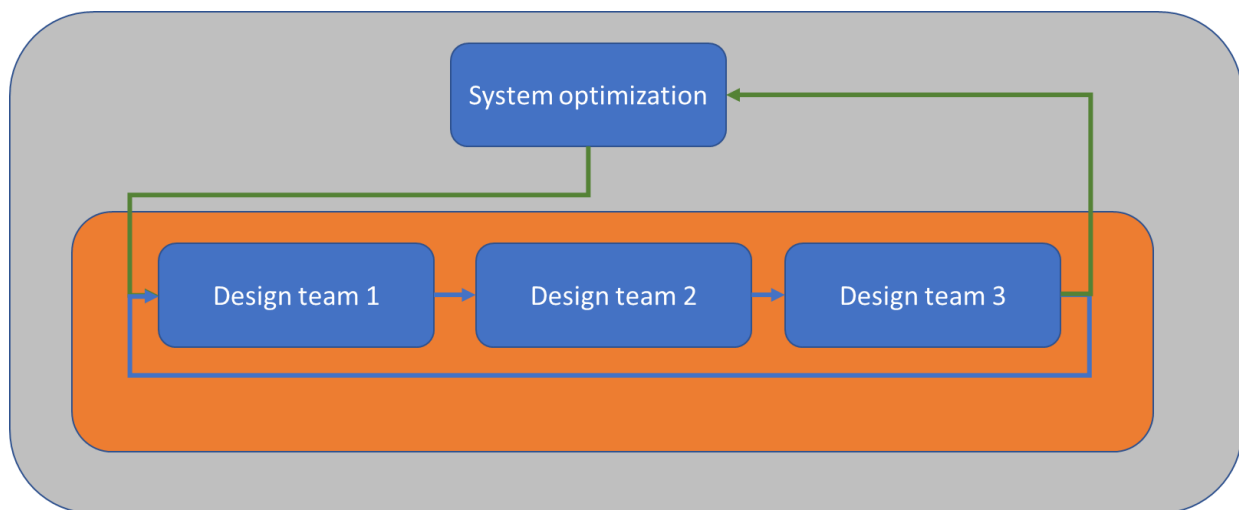 System optimization
Design team 1
Design team 2
Design team 3